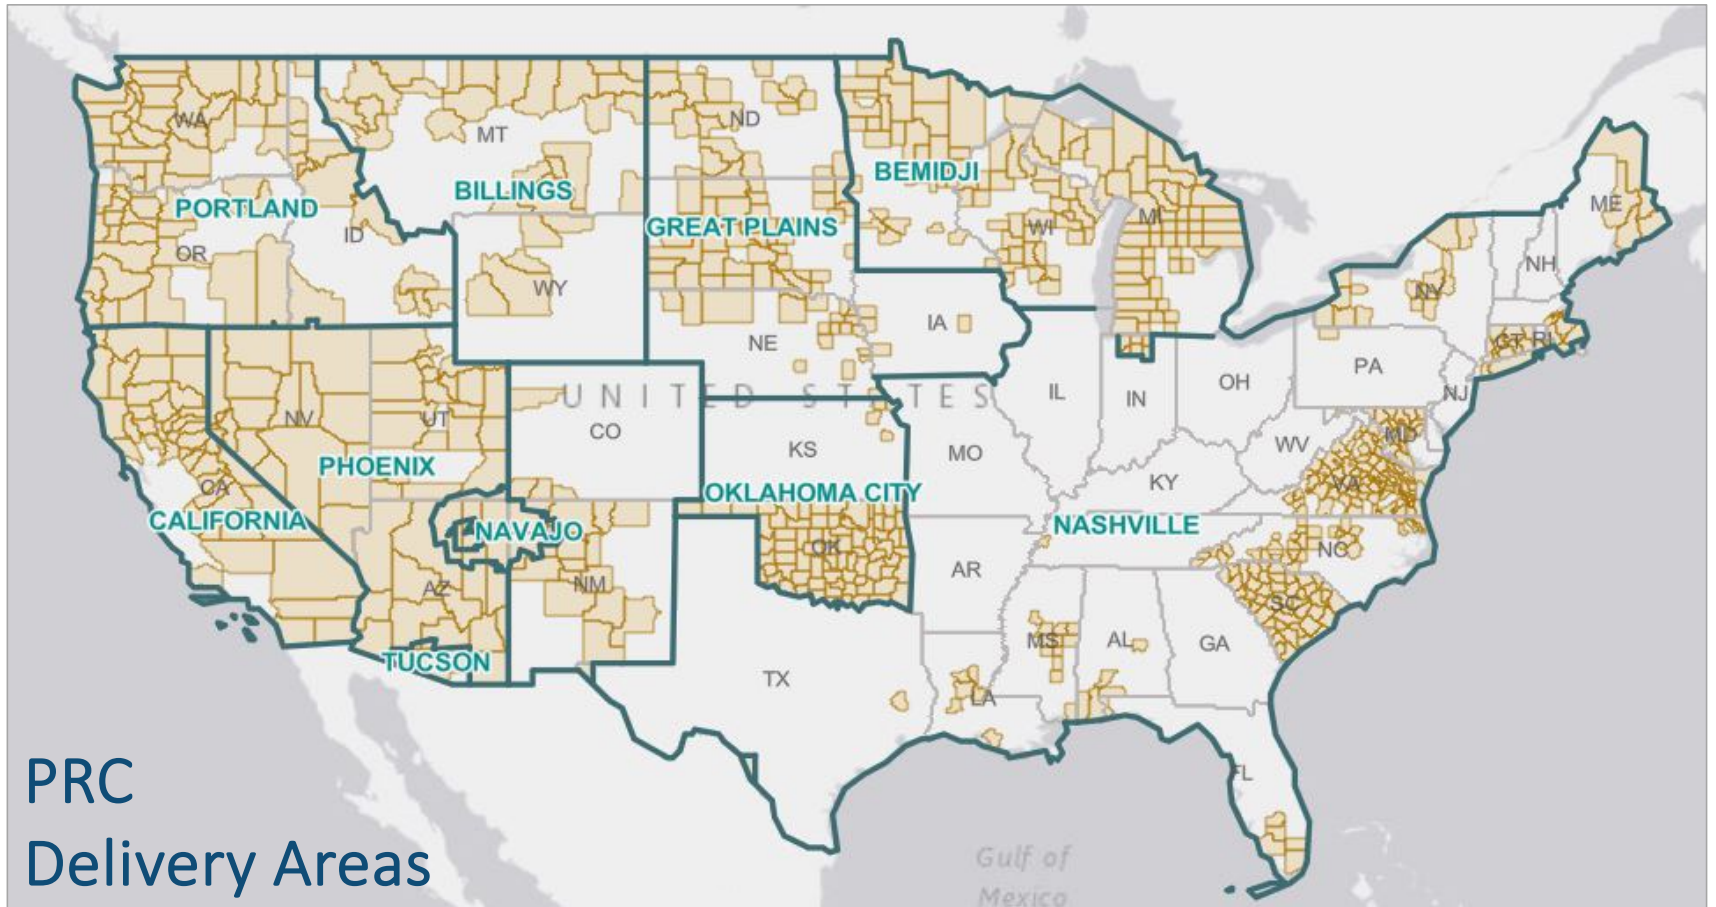 WA
MT
ND
BEMIDJI
BILLINGS
PORTLAND
ME
ID
GREAT PLAINS
WI
MI
OR
NH
WY
NY
IA
NE
CT
RI
PA
OH
IL
IN
NJ
UNITED STATES
NV
UT
CO
KS
MO
WV
MD
PHOENIX
CA
OKLAHOMA CITY
KY
VA
CALIFORNIA
NAVAJO
NASHVILLE
OK
NC
AR
AZ
NM
SC
MS
AL
GA
TUCSON
TX
LA
FL
PRC
Delivery Areas
Gulf of
Mexico